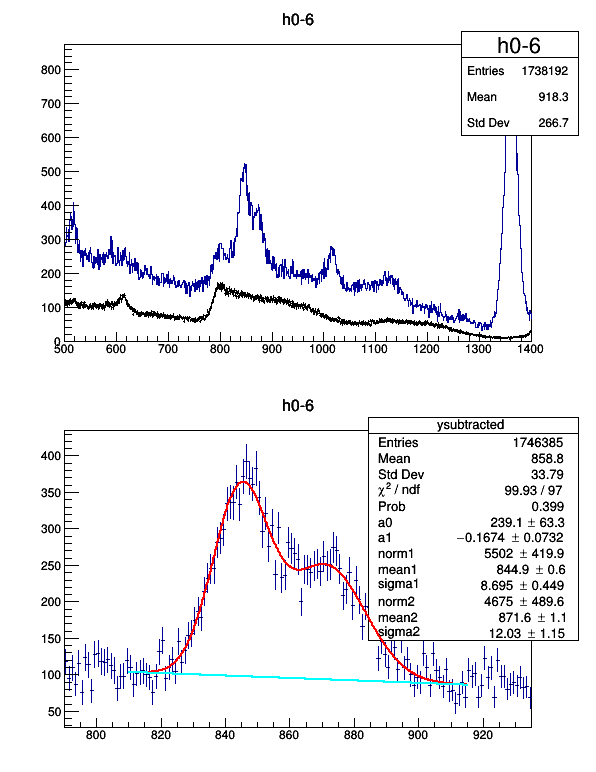 h0-6
h0-6
Entries 1738192
Mean 918.3
Std Dev 266.7
800
700
600
500
400
300
200
100
0
500 600 700 800 900 1000 1100 1200 1300 1400
h0-6
ysubtracted
Entries 1746385
Mean 858.8
Std Dev 33.79
χ² / ndf 99.93 / 97
Prob 0.399
a0 239.1 ± 63.3
a1 −0.1674 ± 0.0732
norm1 5502 ± 419.9
mean1 844.9 ± 0.6
sigma1 8.695 ± 0.449
norm2 4675 ± 489.6
mean2 871.6 ± 1.1
sigma2 12.03 ± 1.15
400
350
300
250
200
150
100
50
800 820 840 860 880 900 920